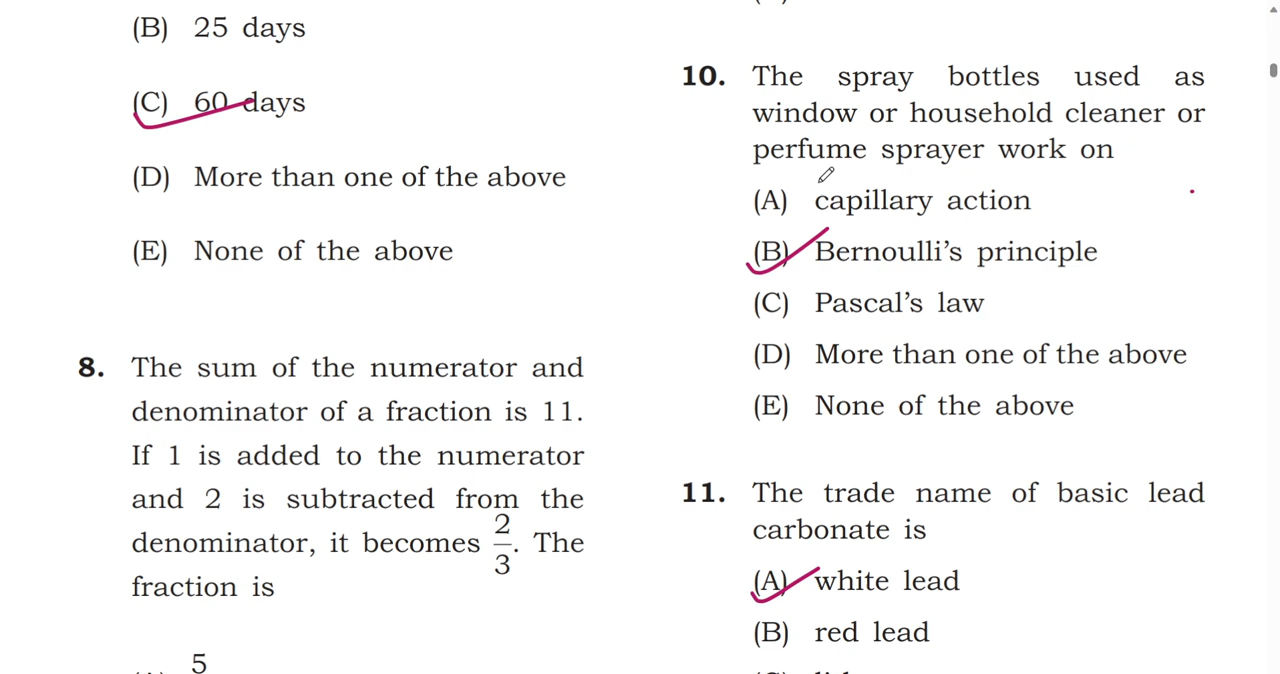 (B) 25 days
(C) 60 days
(D) More than one of the above
(E) None of the above
8. The sum of the numerator and
denominator of a fraction is 11.
If 1 is added to the numerator
and 2 is subtracted from the
denominator, it becomes 2/3. The
fraction is
5
10. The spray bottles used as
window or household cleaner or
perfume sprayer work on
(A) capillary action
(B) Bernoulli's principle
(C) Pascal's law
(D) More than one of the above
(E) None of the above
11. The trade name of basic lead
carbonate is
(A) white lead
(B) red lead